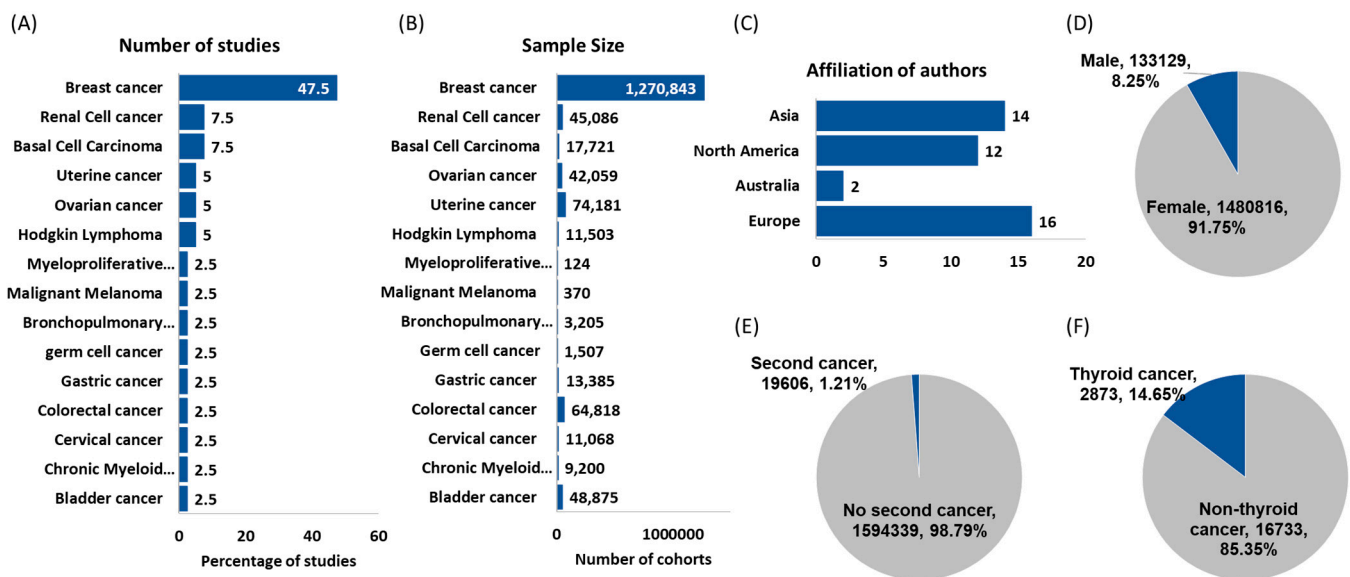 (A)
Number of studies
Breast cancer 47.5
Renal Cell cancer 7.5
Basal Cell Carcinoma 7.5
Uterine cancer 5
Ovarian cancer 5
Hodgkin Lymphoma 5
Myeloproliferative... 2.5
Malignant Melanoma 2.5
Bronchopulmonary... 2.5
germ cell cancer 2.5
Gastric cancer 2.5
Colorectal cancer 2.5
Cervical cancer 2.5
Chronic Myeloid... 2.5
Bladder cancer 2.5
0 20 40 60
Percentage of studies
(B)
Sample Size
Breast cancer 1,270,843
Renal Cell cancer 45,086
Basal Cell Carcinoma 17,721
Ovarian cancer 42,059
Uterine cancer 74,181
Hodgkin Lymphoma 11,503
Myeloproliferative... 124
Malignant Melanoma 370
Bronchopulmonary... 3,205
Germ cell cancer 1,507
Gastric cancer 13,385
Colorectal cancer 64,818
Cervical cancer 11,068
Chronic Myeloid... 9,200
Bladder cancer 48,875
0 1000000
Number of cohorts
(C)
Affiliation of authors
Asia 14
North America 12
Australia 2
Europe 16
0 5 10 15 20
(D)
Male, 133129,
8.25%
Female, 1480816,
91.75%
(E)
Second cancer,
19606, 1.21%
No second cancer,
1594339, 98.79%
(F)
Thyroid cancer,
2873, 14.65%
Non-thyroid
cancer, 16733,
85.35%